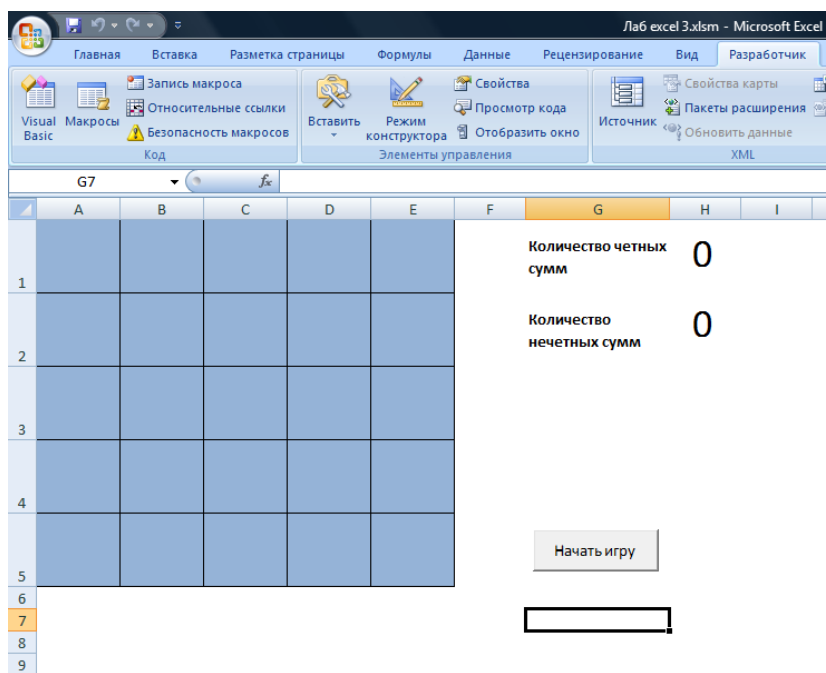 Лаб excel 3.xlsm - Microsoft Excel
Главная Вставка Разметка страницы Формулы Данные Рецензирование Вид Разработчик
Visual Basic
Макросы
Запись макроса
Относительные ссылки
Безопасность макросов
Код
Вставить
Режим конструктора
Свойства
Просмотр кода
Отобразить окно
Элементы управления
Источник
Свойства карты
Пакеты расширения
Обновить данные
XML
G7 fx
A B C D E F G H I
1
Количество четных
сумм
0
2
Количество
нечетных сумм
0
3
4
5
Начать игру
6
7
8
9